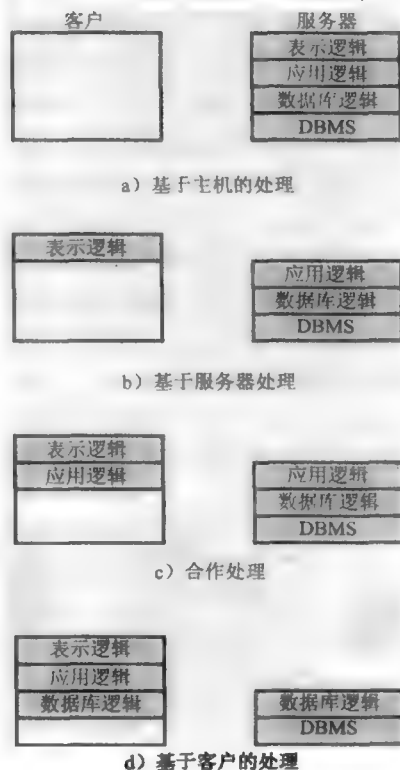 客户 服务器
表示逻辑
应用逻辑
数据库逻辑
DBMS
a）基于主机的处理
表示逻辑
应用逻辑
数据库逻辑
DBMS
b）基于服务器处理
表示逻辑
应用逻辑
应用逻辑
数据库逻辑
DBMS
c）合作处理
表示逻辑
应用逻辑
数据库逻辑
数据库逻辑
DBMS
d）基于客户的处理